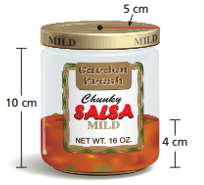 5 cm
MILD MILD
Garden
Fresh
10 cm
Chunky
SALSA
MILD
NET WT. 16 OZ.
4 cm